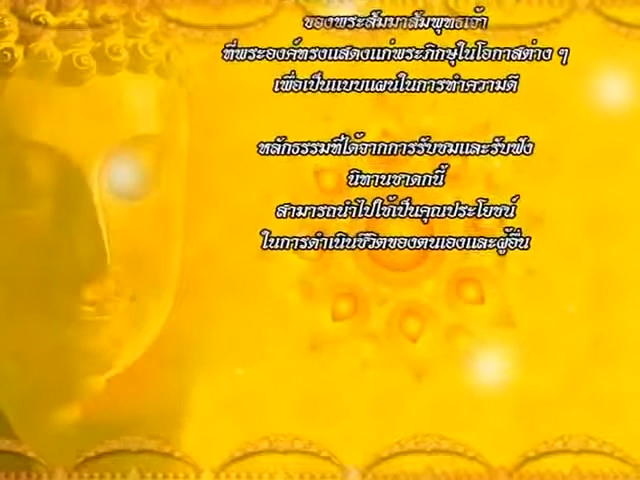 ของพระสัมมาสัมพุทธเจ้า
ที่พระองค์ทรงแสดงแก่พระภิกษุในโอกาสต่าง ๆ
เพื่อเป็นแบบแผนในการทำความดี
หลักธรรมที่ได้จากการรับชมและรับฟัง
นิทานชาดกนี้
สามารถนำไปใช้เป็นคุณประโยชน์
ในการดำเนินชีวิตของตนเองและผู้อื่น